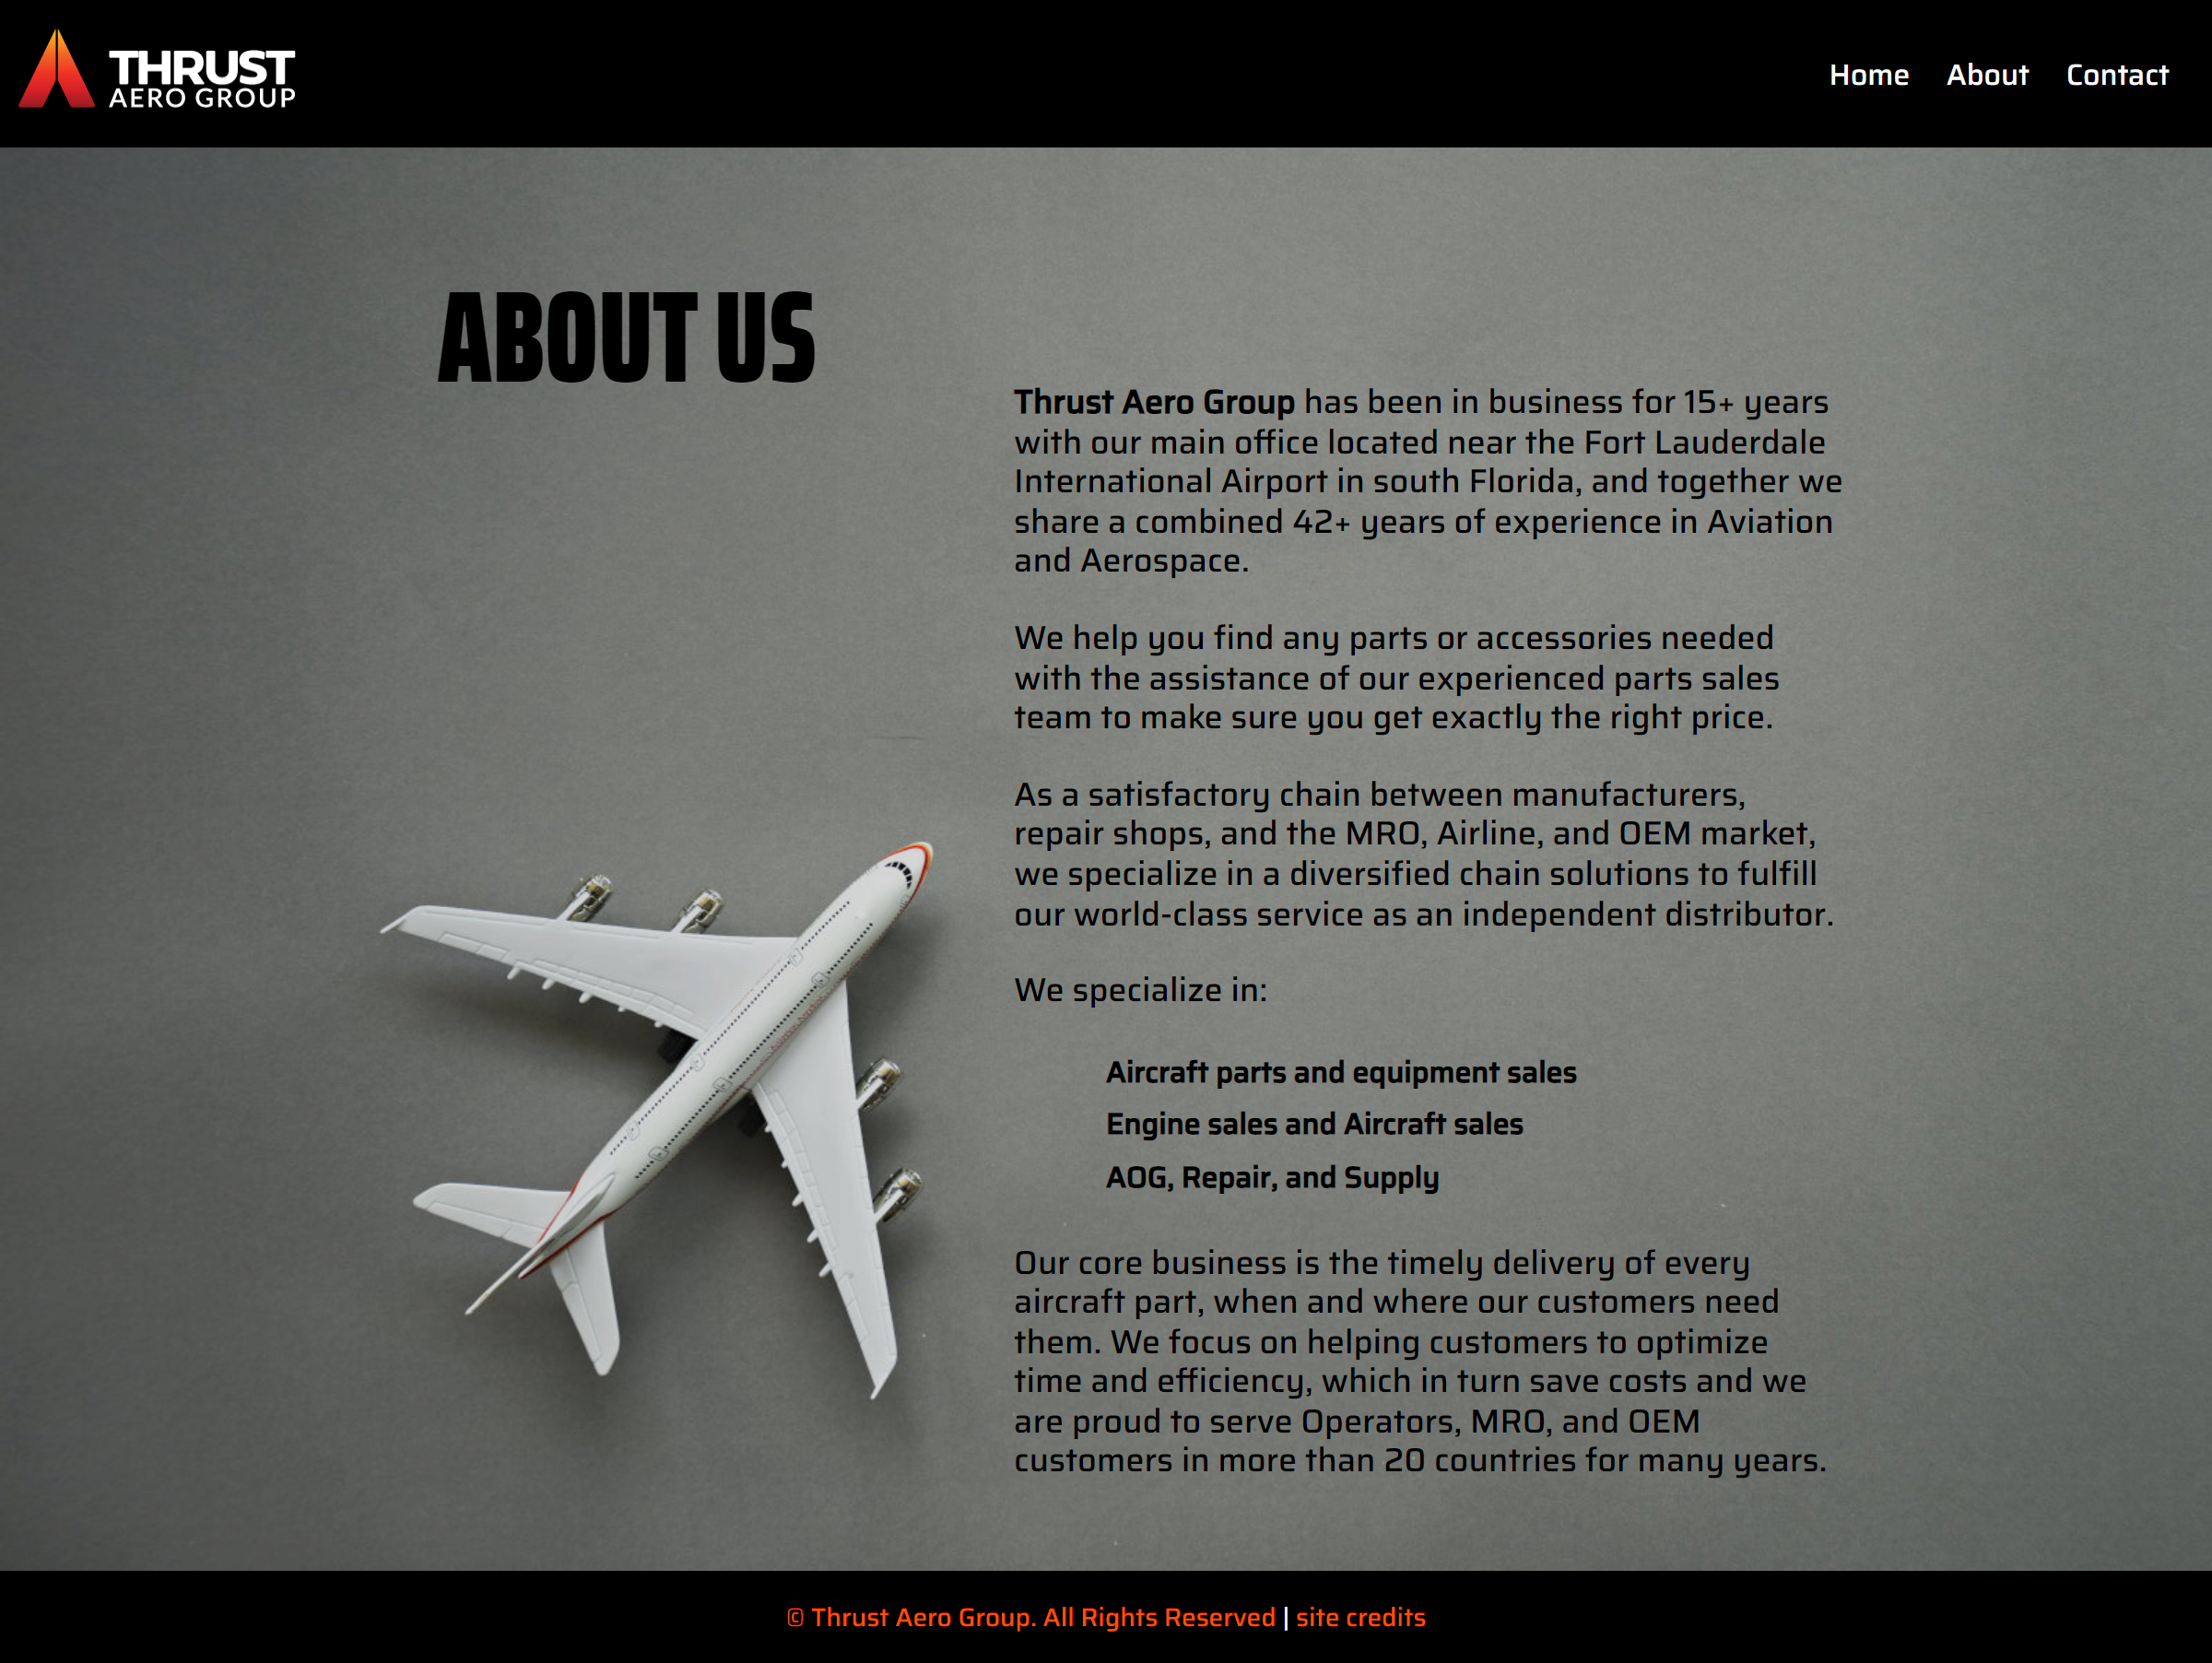 THRUST
AERO GROUP
Home About Contact
ABOUT US
Thrust Aero Group has been in business for 15+ years
with our main office located near the Fort Lauderdale
International Airport in south Florida, and together we
share a combined 42+ years of experience in Aviation
and Aerospace.
We help you find any parts or accessories needed
with the assistance of our experienced parts sales
team to make sure you get exactly the right price.
As a satisfactory chain between manufacturers,
repair shops, and the MRO, Airline, and OEM market,
we specialize in a diversified chain solutions to fulfill
our world-class service as an independent distributor.
We specialize in:
Aircraft parts and equipment sales
Engine sales and Aircraft sales
AOG, Repair, and Supply
Our core business is the timely delivery of every
aircraft part, when and where our customers need
them. We focus on helping customers to optimize
time and efficiency, which in turn save costs and we
are proud to serve Operators, MRO, and OEM
customers in more than 20 countries for many years.
© Thrust Aero Group. All Rights Reserved | site credits